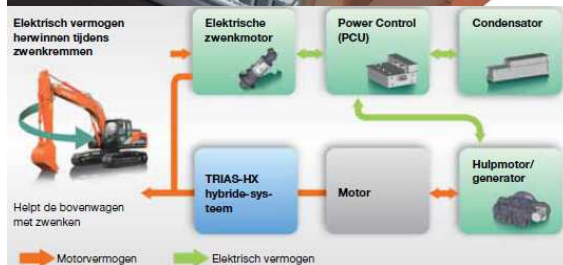 Elektrisch vermogen
herwinnen tijdens
zwenkremmen
Elektrische
zwenkmotor
Power Control
(PCU)
Condensator
TRIAS-HX
hybride-sys-
teem
Motor
Hulpmotor/
generator
Helpt de bovenwagen
met zwenken
Motorvermogen
Elektrisch vermogen